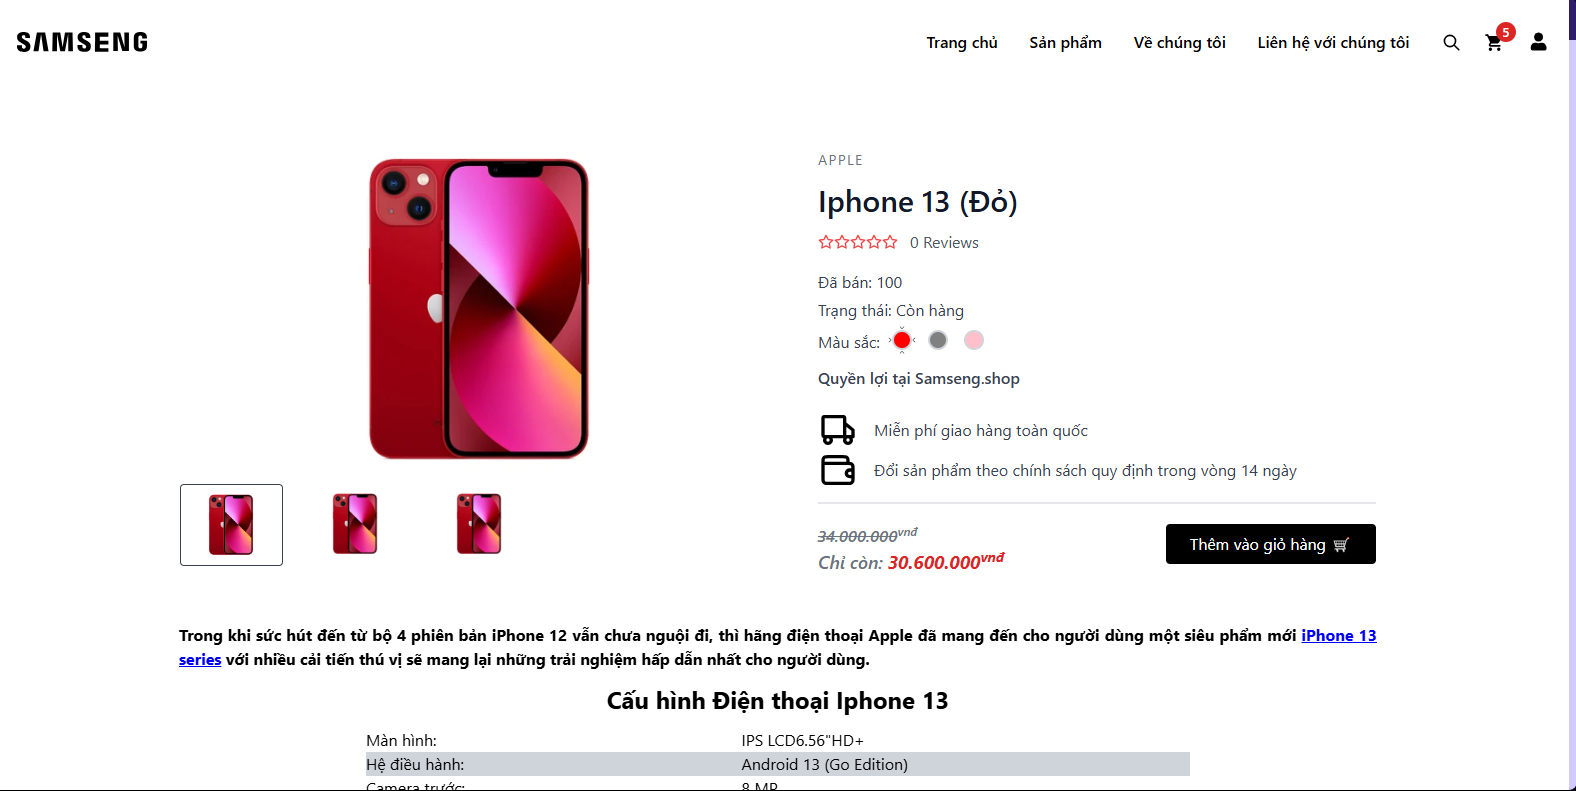 SAMSENG
Trang chủ Sản phẩm Về chúng tôi Liên hệ với chúng tôi 5
APPLE
Iphone 13 (Đỏ)
0 Reviews
Đã bán: 100
Trạng thái: Còn hàng
Màu sắc:
Quyền lợi tại Samseng.shop
Miễn phí giao hàng toàn quốc
Đổi sản phẩm theo chính sách quy định trong vòng 14 ngày
34.000.000vnđ
Chỉ còn: 30.600.000vnđ
Thêm vào giỏ hàng
Trong khi sức hút đến từ bộ 4 phiên bản iPhone 12 vẫn chưa nguội đi, thì hãng điện thoại Apple đã mang đến cho người dùng một siêu phẩm mới iPhone 13
series với nhiều cải tiến thú vị sẽ mang lại những trải nghiệm hấp dẫn nhất cho người dùng.
Cấu hình Điện thoại Iphone 13
Màn hình: IPS LCD6.56"HD+
Hệ điều hành: Android 13 (Go Edition)
Camera trước: 8 MP